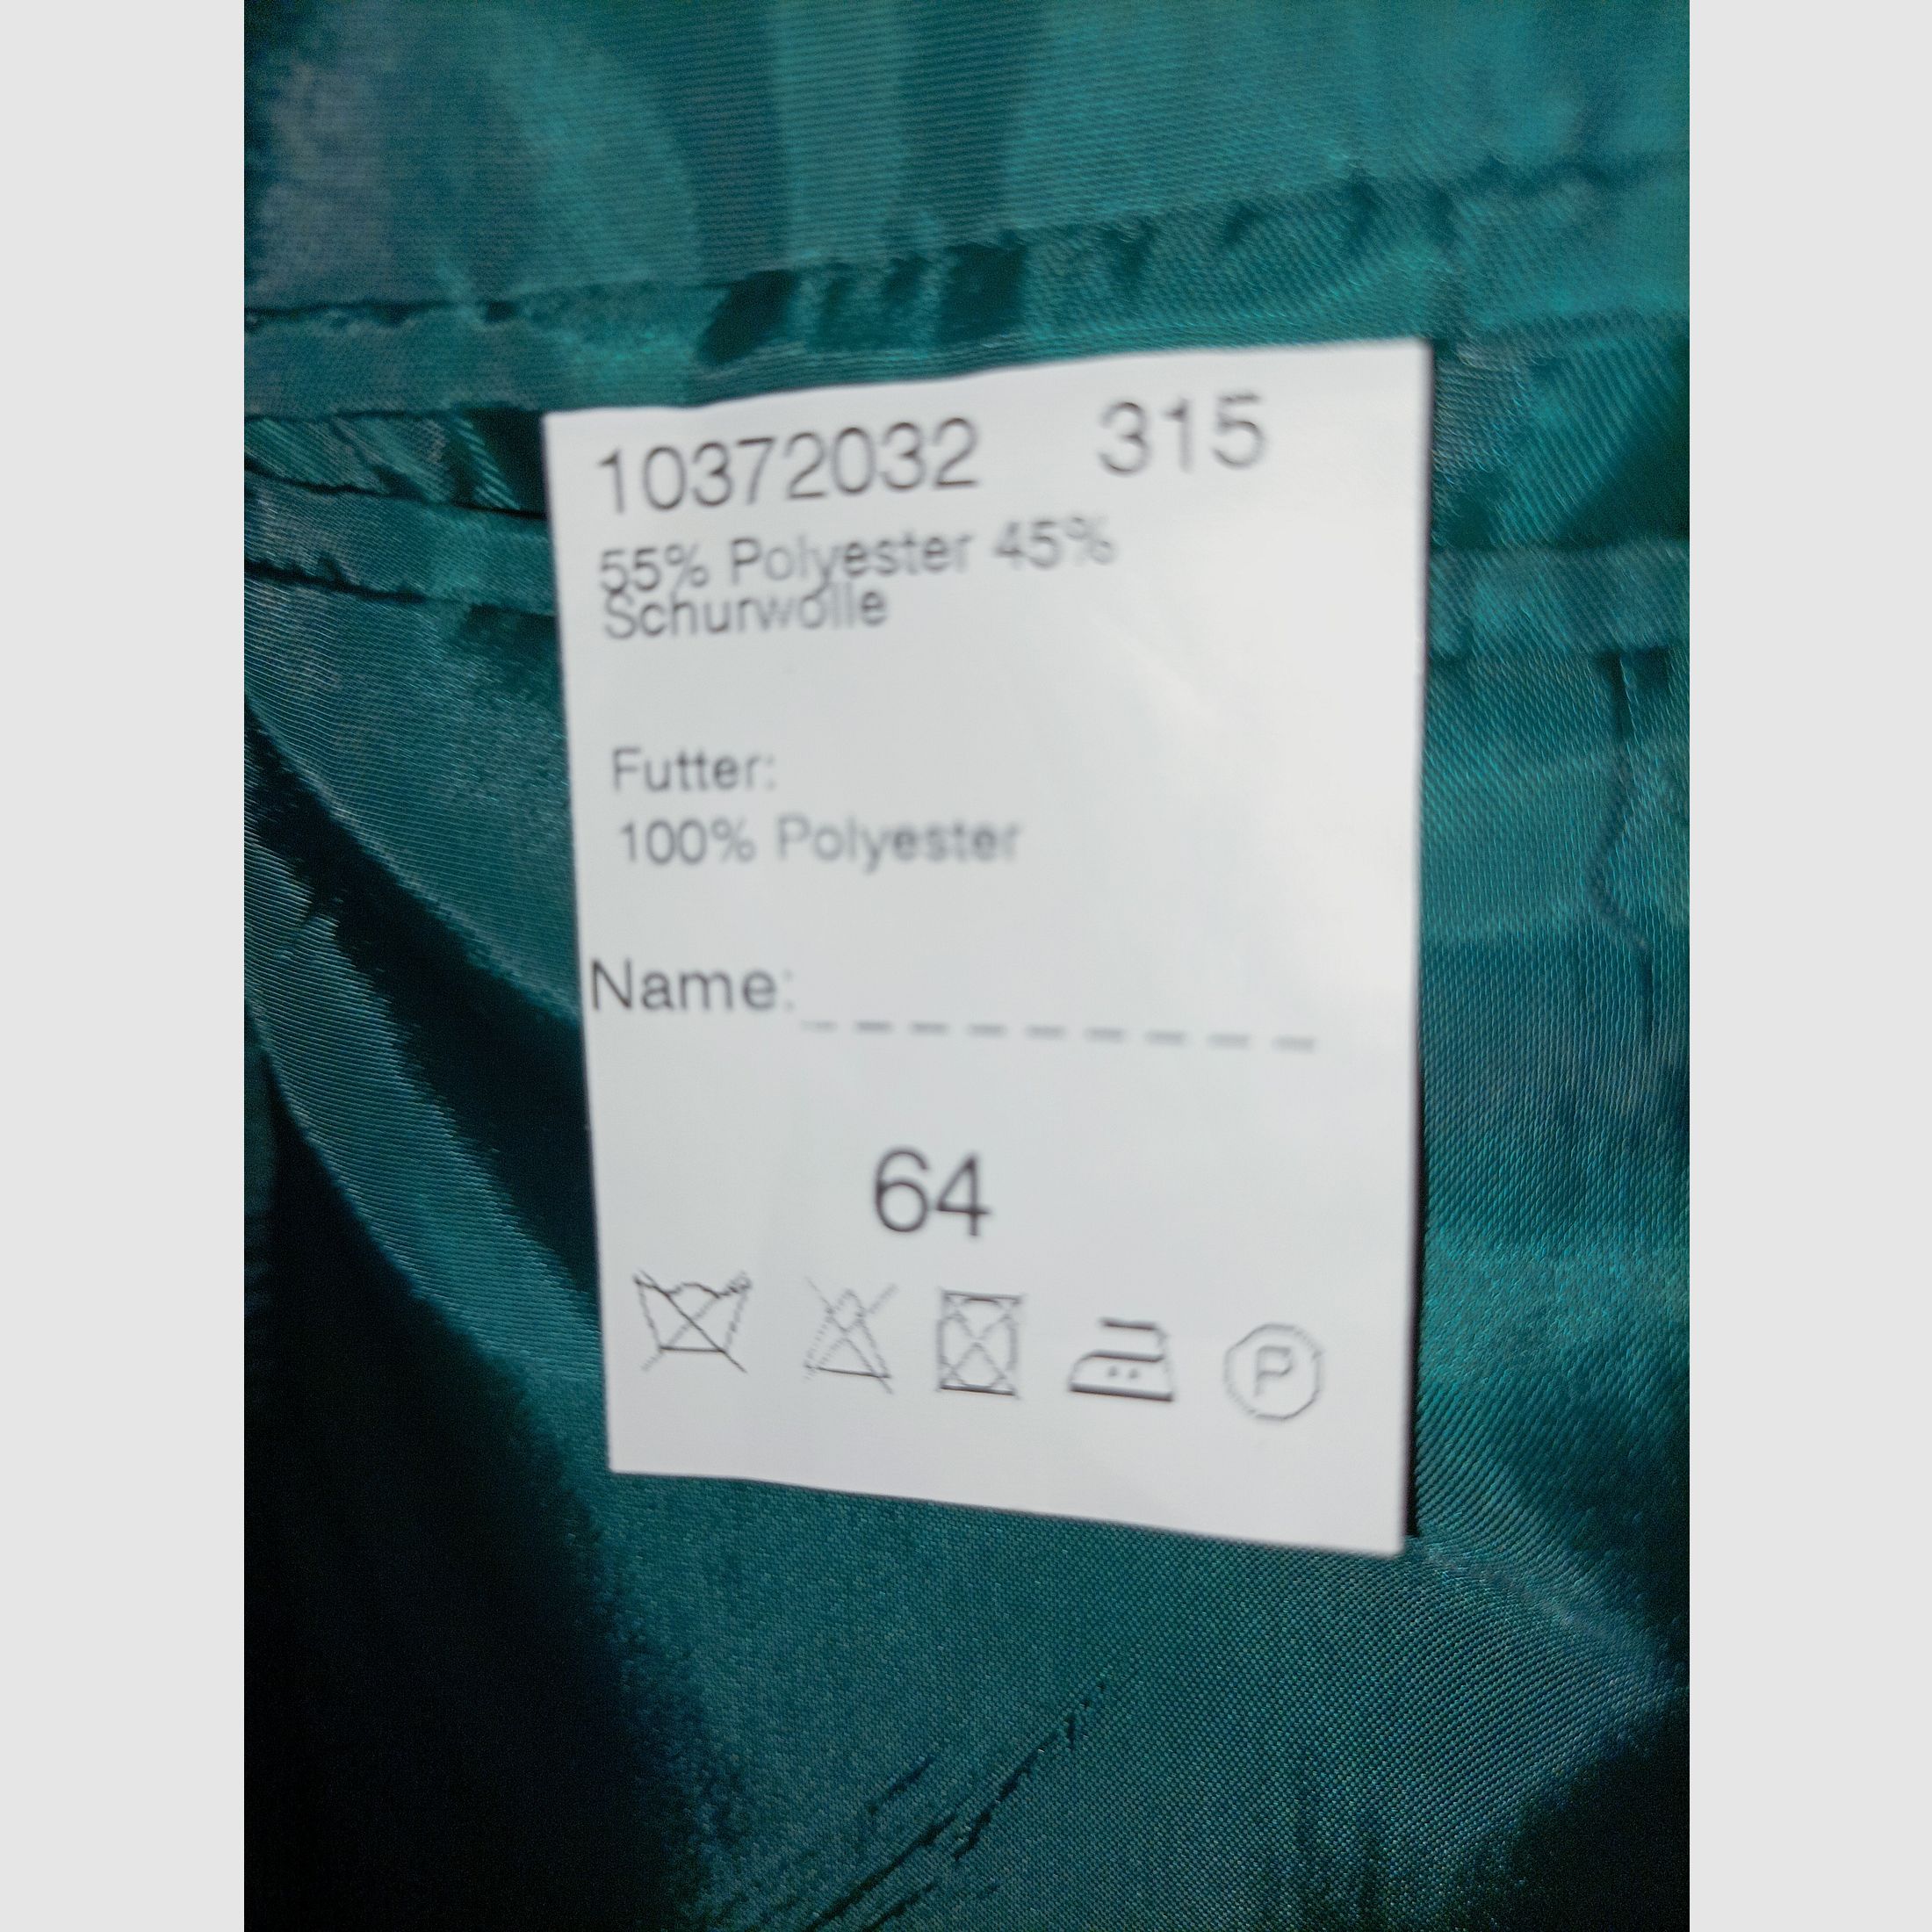 10372032 315
55% Polyester 45%
Schurwolle
Futter:
100% Polyester
Name:
64
P